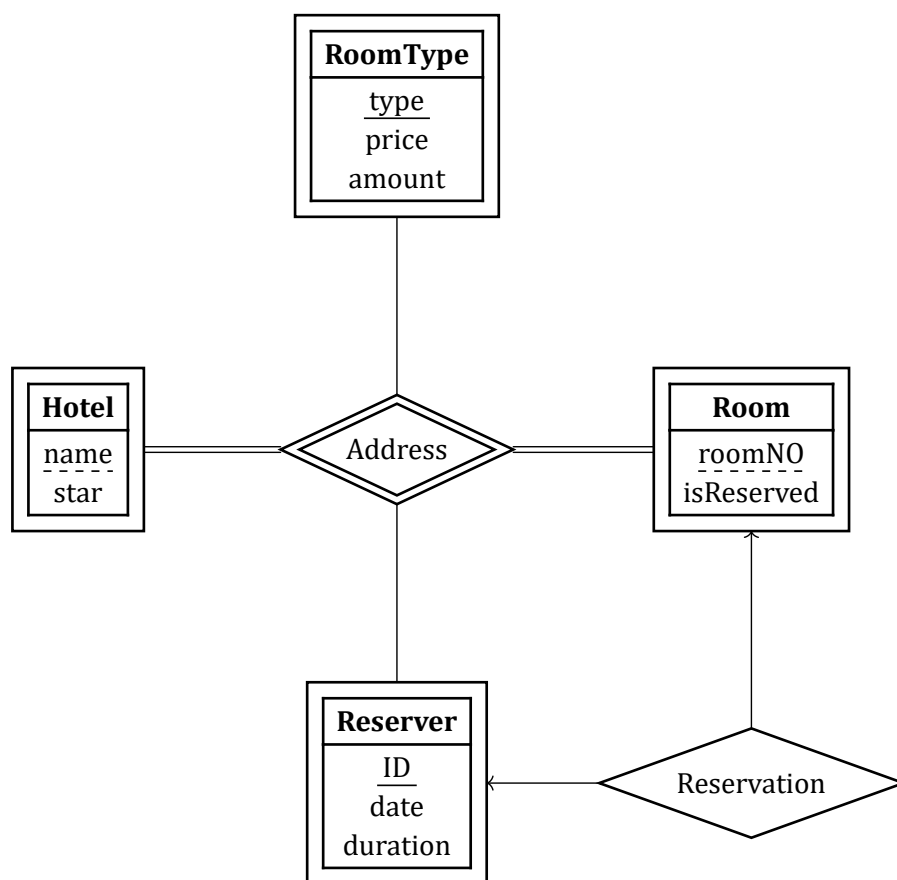 RoomType
type
price
amount
Hotel
name
star
Address
Room
roomNO
isReserved
Reserver
ID
date
duration
Reservation